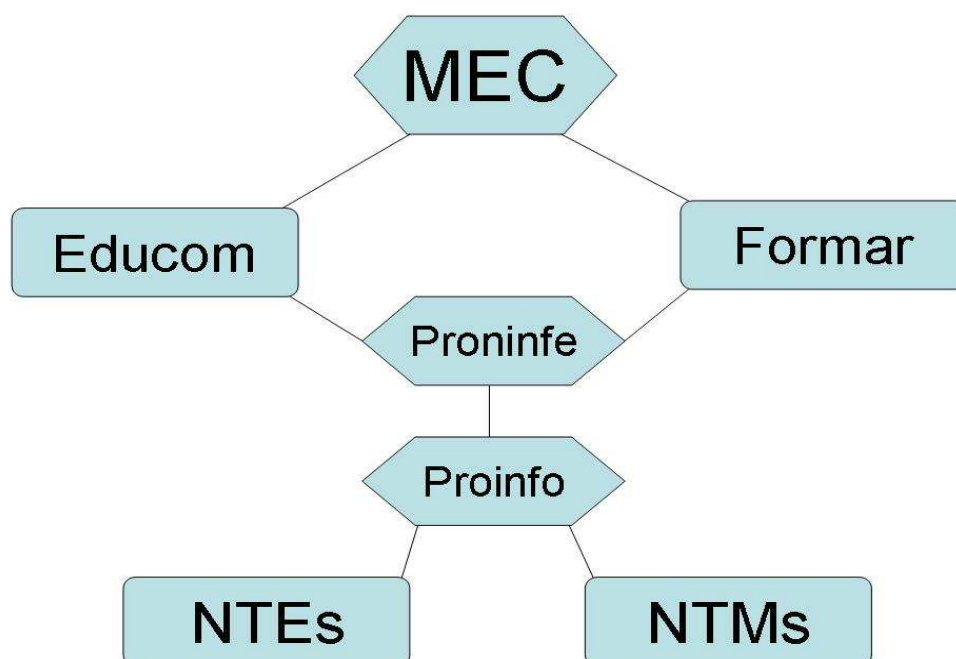 MEC
Educom
Formar
Proninfe
Proinfo
NTEs
NTMs